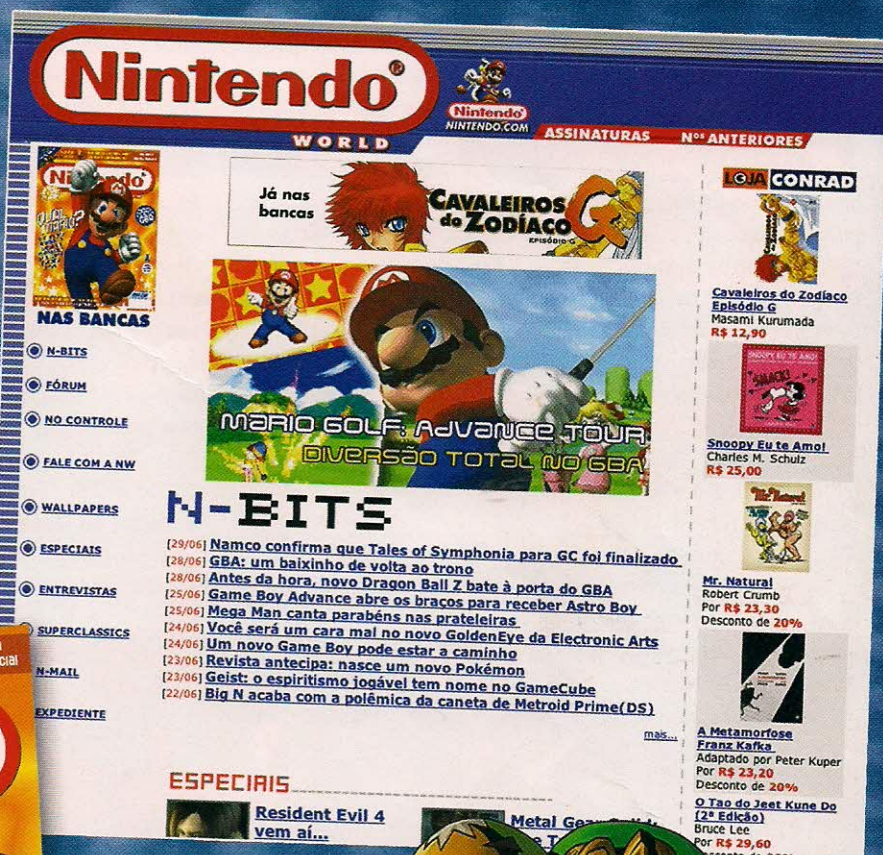 Nintendo®
WORLD
Nintendo
NINTENDO.COM
ASSINATURAS
Nºs ANTERIORES
NAS BANCAS
N-BITS
FÓRUM
NO CONTROLE
FALE COM A NW
WALLPAPERS
ESPECIAIS
ENTREVISTAS
SUPERCLASSICS
N-MAIL
EXPEDIENTE
Já nas
bancas
CAVALEIROS
do ZODÍACO
EPISÓDIO G
MARIO GOLF: ADVANCE TOUR
DIVERSÃO TOTAL NO GBA
N-BITS
[29/06] Namco confirma que Tales of Symphonia para GC foi finalizado
[28/06] GBA: um baixinho de volta ao trono
[28/06] Antes da hora, novo Dragon Ball Z bate à porta do GBA
[25/06] Game Boy Advance abre os braços para receber Astro Boy
[25/06] Mega Man canta parabéns nas prateleiras
[24/06] Você será um cara mal no novo GoldenEye da Electronic Arts
[24/06] Um novo Game Boy pode estar a caminho
[23/06] Revista antecipa: nasce um novo Pokémon
[23/06] Geist: o espiritismo jogável tem nome no GameCube
[22/06] Big N acaba com a polêmica da caneta de Metroid Prime(DS)
mais...
ESPECIAIS
Resident Evil 4
vem aí...
Metal Gear
LOJA CONRAD
Cavaleiros do Zodíaco
Episódio G
Masami Kurumada
R$ 12,90
SNOOPY EU TE AMO!
SMACK!
Snoopy Eu te Amo!
Charles M. Schulz
R$ 25,00
Mr. Natural
Mr. Natural
Robert Crumb
Por R$ 23,30
Desconto de 20%
A Metamorfose
Franz Kafka
Adaptado por Peter Kuper
Por R$ 23,20
Desconto de 20%
O Tao do Jeet Kune Do
(2ª Edição)
Bruce Lee
Por R$ 29,60